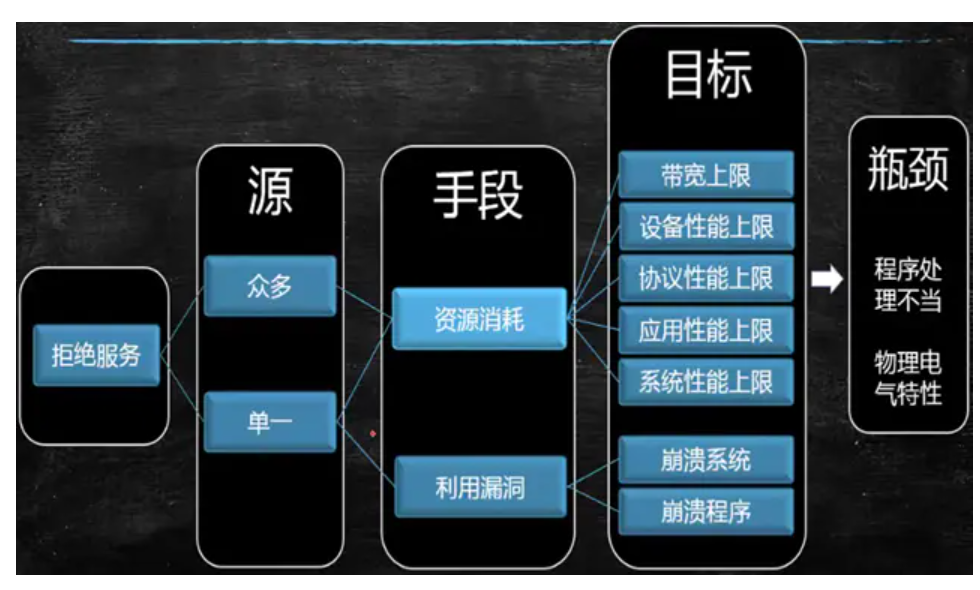 拒绝服务
源
众多
单一
手段
资源消耗
利用漏洞
目标
带宽上限
设备性能上限
协议性能上限
应用性能上限
系统性能上限
崩溃系统
崩溃程序
瓶颈
程序处
理不当
物理电
气特性